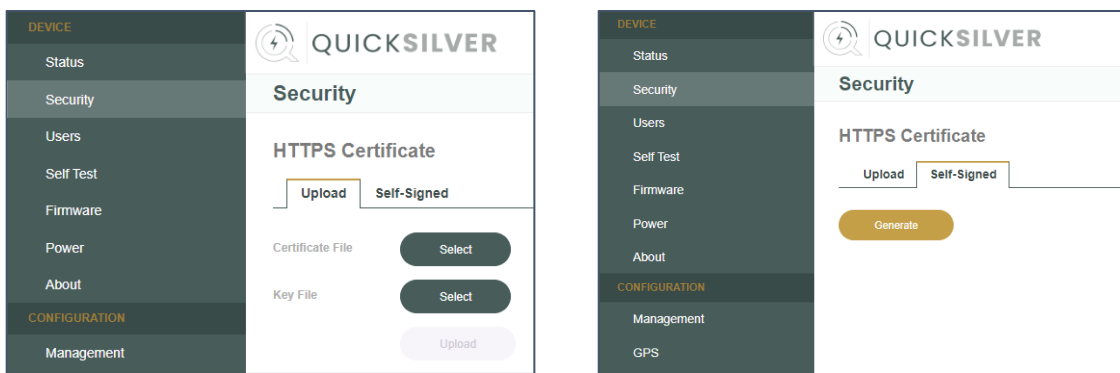 DEVICE
Status
Security
Users
Self Test
Firmware
Power
About
CONFIGURATION
Management
QUICKSILVER
Security
HTTPS Certificate
Upload Self-Signed
Certificate File Select
Key File Select
Upload
DEVICE
Status
Security
Users
Self Test
Firmware
Power
About
CONFIGURATION
Management
GPS
QUICKSILVER
Security
HTTPS Certificate
Upload Self-Signed
Generate